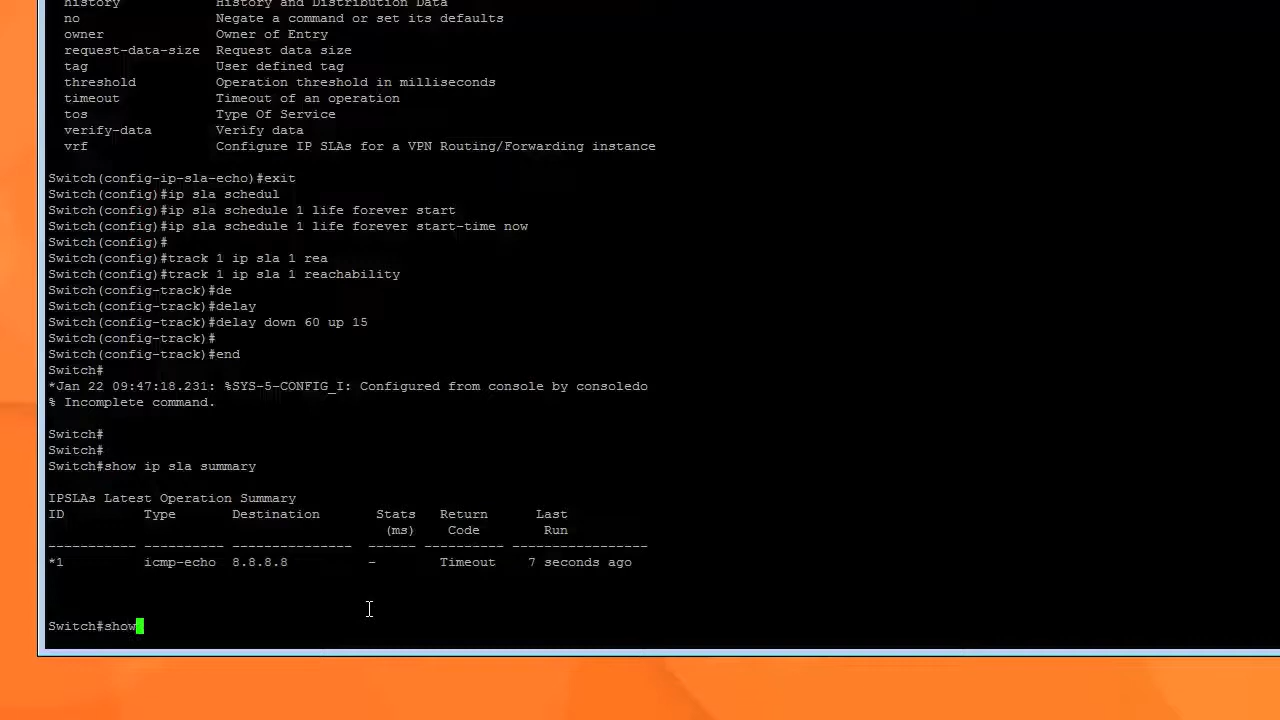 history History and Distribution Data
no Negate a command or set its defaults
owner Owner of Entry
request-data-size Request data size
tag User defined tag
threshold Operation threshold in milliseconds
timeout Timeout of an operation
tos Type Of Service
verify-data Verify data
vrf Configure IP SLAs for a VPN Routing/Forwarding instance
Switch(config-ip-sla-echo)#exit
Switch(config)#ip sla schedul
Switch(config)#ip sla schedule 1 life forever start
Switch(config)#ip sla schedule 1 life forever start-time now
Switch(config)#
Switch(config)#track 1 ip sla 1 rea
Switch(config)#track 1 ip sla 1 reachability
Switch(config-track)#de
Switch(config-track)#delay
Switch(config-track)#delay down 60 up 15
Switch(config-track)#
Switch(config-track)#end
Switch#
*Jan 22 09:47:18.231: %SYS-5-CONFIG_I: Configured from console by consoledo
% Incomplete command.
Switch#
Switch#
Switch#show ip sla summary
IPSLAs Latest Operation Summary
ID Type Destination Stats Return Last
(ms) Code Run
----------- ---------- --------------- ------ ---------- -----------------
*1 icmp-echo 8.8.8.8 - Timeout 7 seconds ago
Switch#show